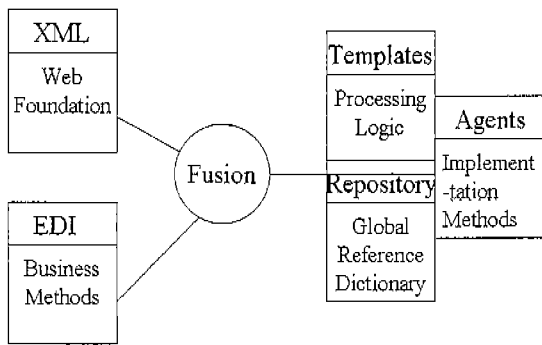 XML
Web
Foundation
EDI
Business
Methods
Fusion
Templates
Processing
Logic
Repository
Global
Reference
Dictionary
Agents
Implement
-tation
Methods